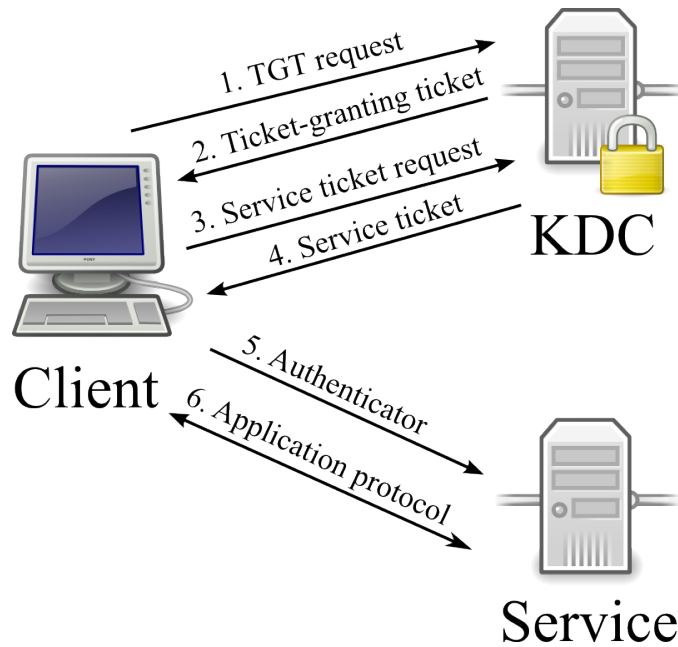 1. TGT request
2. Ticket-granting ticket
3. Service ticket request
4. Service ticket
KDC
Client
5. Authenticator
6. Application protocol
Service